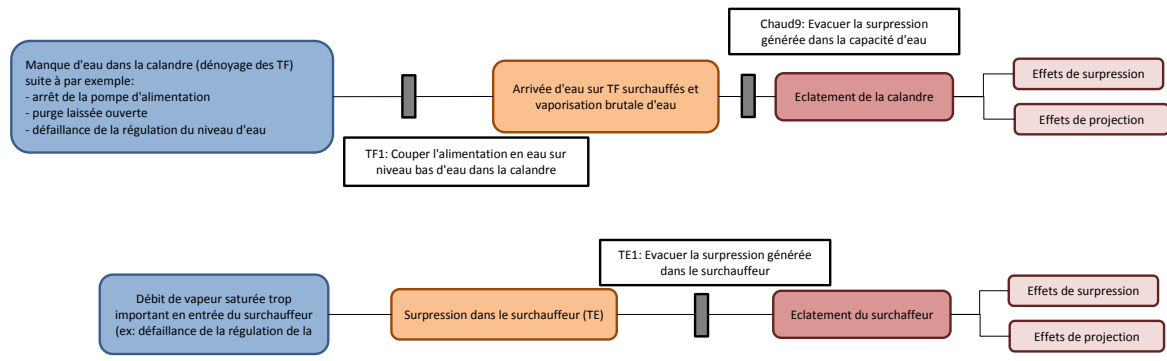 Chaud9: Evacuer la surpression
générée dans la capacité d'eau
Manque d'eau dans la calandre (dénoyage des TF)
suite à par exemple:
- arrêt de la pompe d'alimentation
- purge laissée ouverte
- défaillance de la régulation du niveau d'eau
Arrivée d'eau sur TF surchauffés et
vaporisation brutale d'eau
Eclatement de la calandre
Effets de surpression
Effets de projection
TF1: Couper l'alimentation en eau sur
niveau bas d'eau dans la calandre
TE1: Evacuer la surpression générée
dans le surchauffeur
Débit de vapeur saturée trop
important en entrée du surchauffeur
(ex: défaillance de la régulation de la
Surpression dans le surchauffeur (TE)
Eclatement du surchaffeur
Effets de surpression
Effets de projection